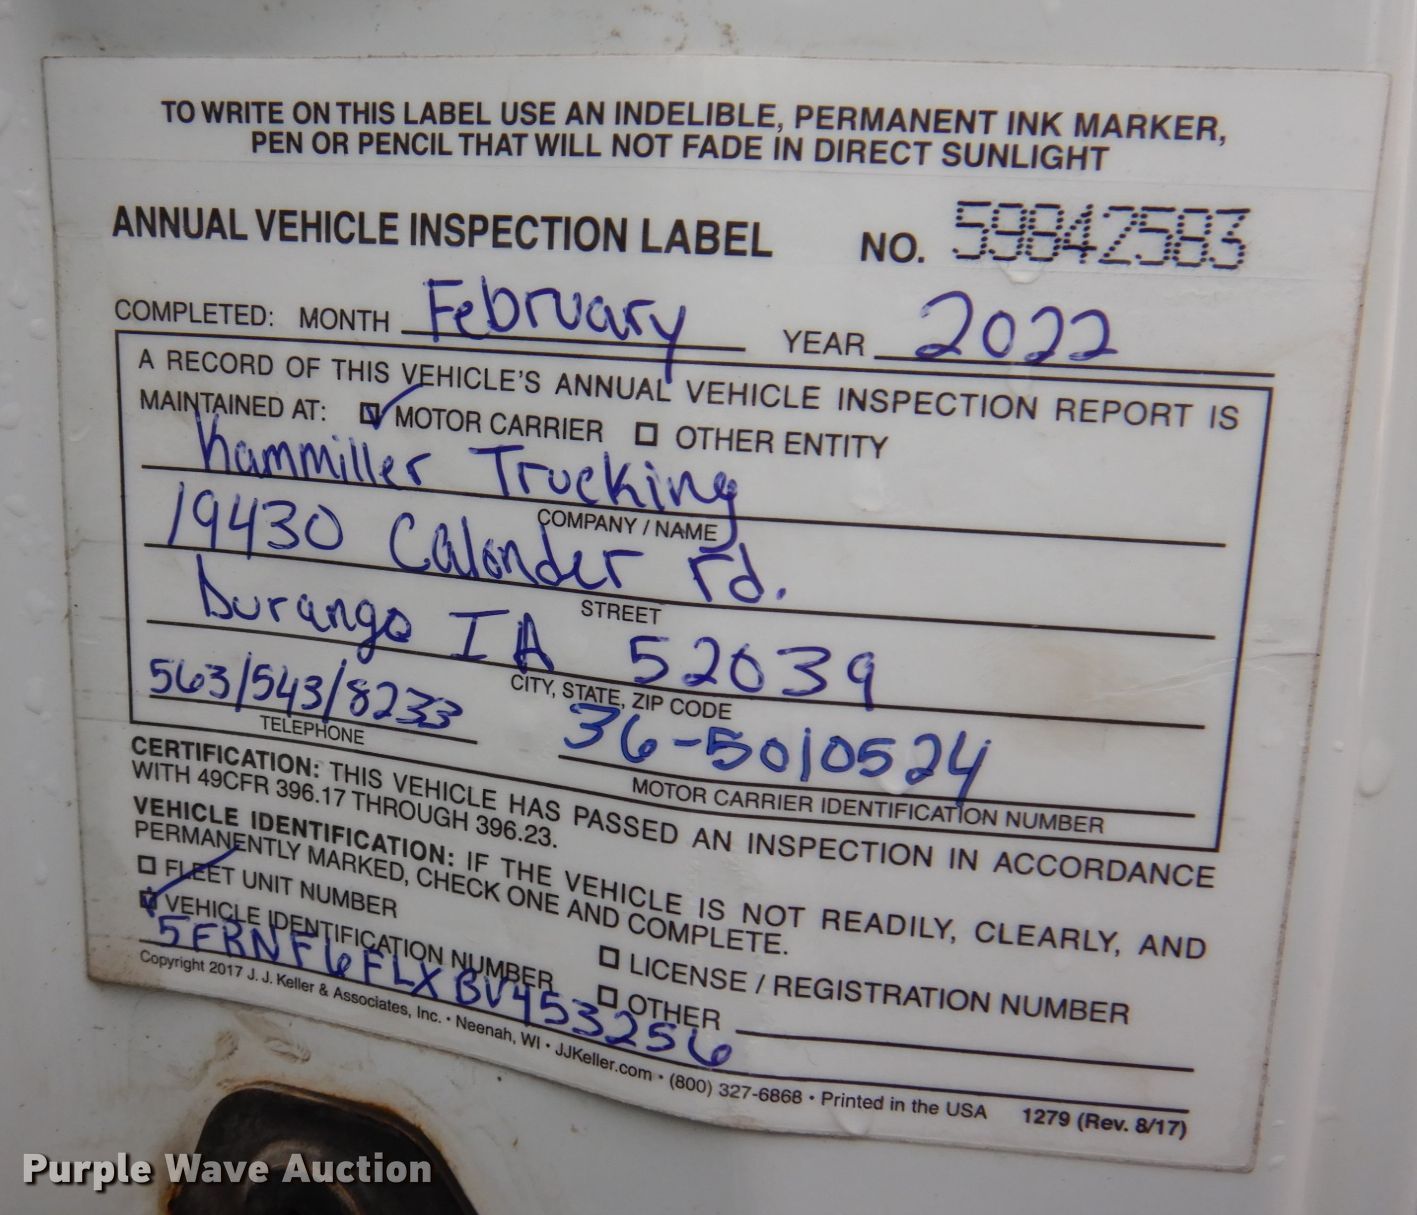 TO WRITE ON THIS LABEL USE AN INDELIBLE, PERMANENT INK MARKER,
PEN OR PENCIL THAT WILL NOT FADE IN DIRECT SUNLIGHT
ANNUAL VEHICLE INSPECTION LABEL NO. 59842583
COMPLETED: MONTH February YEAR 2022
A RECORD OF THIS VEHICLE'S ANNUAL VEHICLE INSPECTION REPORT IS
MAINTAINED AT: MOTOR CARRIER OTHER ENTITY
Kammiller Trucking
COMPANY / NAME
19430 Calonder rd.
STREET
Durango IA 52039
CITY, STATE, ZIP CODE
563/543/8233 36-5010524
TELEPHONE MOTOR CARRIER IDENTIFICATION NUMBER
CERTIFICATION: THIS VEHICLE HAS PASSED AN INSPECTION IN ACCORDANCE
WITH 49CFR 396.17 THROUGH 396.23.
VEHICLE IDENTIFICATION: IF THE VEHICLE IS NOT READILY, CLEARLY, AND
PERMANENTLY MARKED, CHECK ONE AND COMPLETE.
FLEET UNIT NUMBER LICENSE / REGISTRATION NUMBER
VEHICLE IDENTIFICATION NUMBER OTHER
5FRNF6FLXBV453256
Copyright 2017 J. J. Keller & Associates, Inc. • Neenah, WI • JJKeller.com • (800) 327-6868 • Printed in the USA 1279 (Rev. 8/17)
Purple Wave Auction